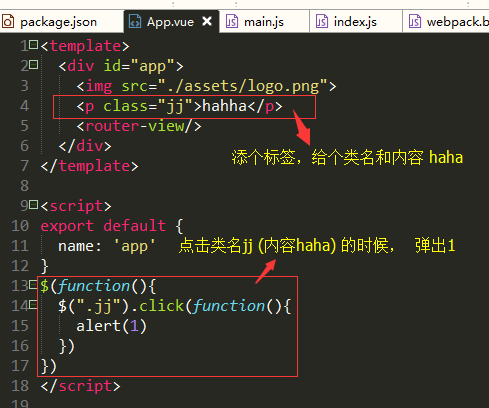 package.json App.vue × main.js index.js webpack.b
1 <template>
2 <div id="app">
3 <img src="./assets/logo.png">
4 <p class="jj">hahha</p>
5 <router-view/>
6 </div>
添个标签，给个类名和内容 haha
7 </template>
8
9 <script>
10 export default {
11 name: 'app' 点击类名jj (内容haha) 的时候， 弹出1
12 }
13 $(function(){
14 $(".jj").click(function(){
15 alert(1)
16 })
17 })
18 </script>